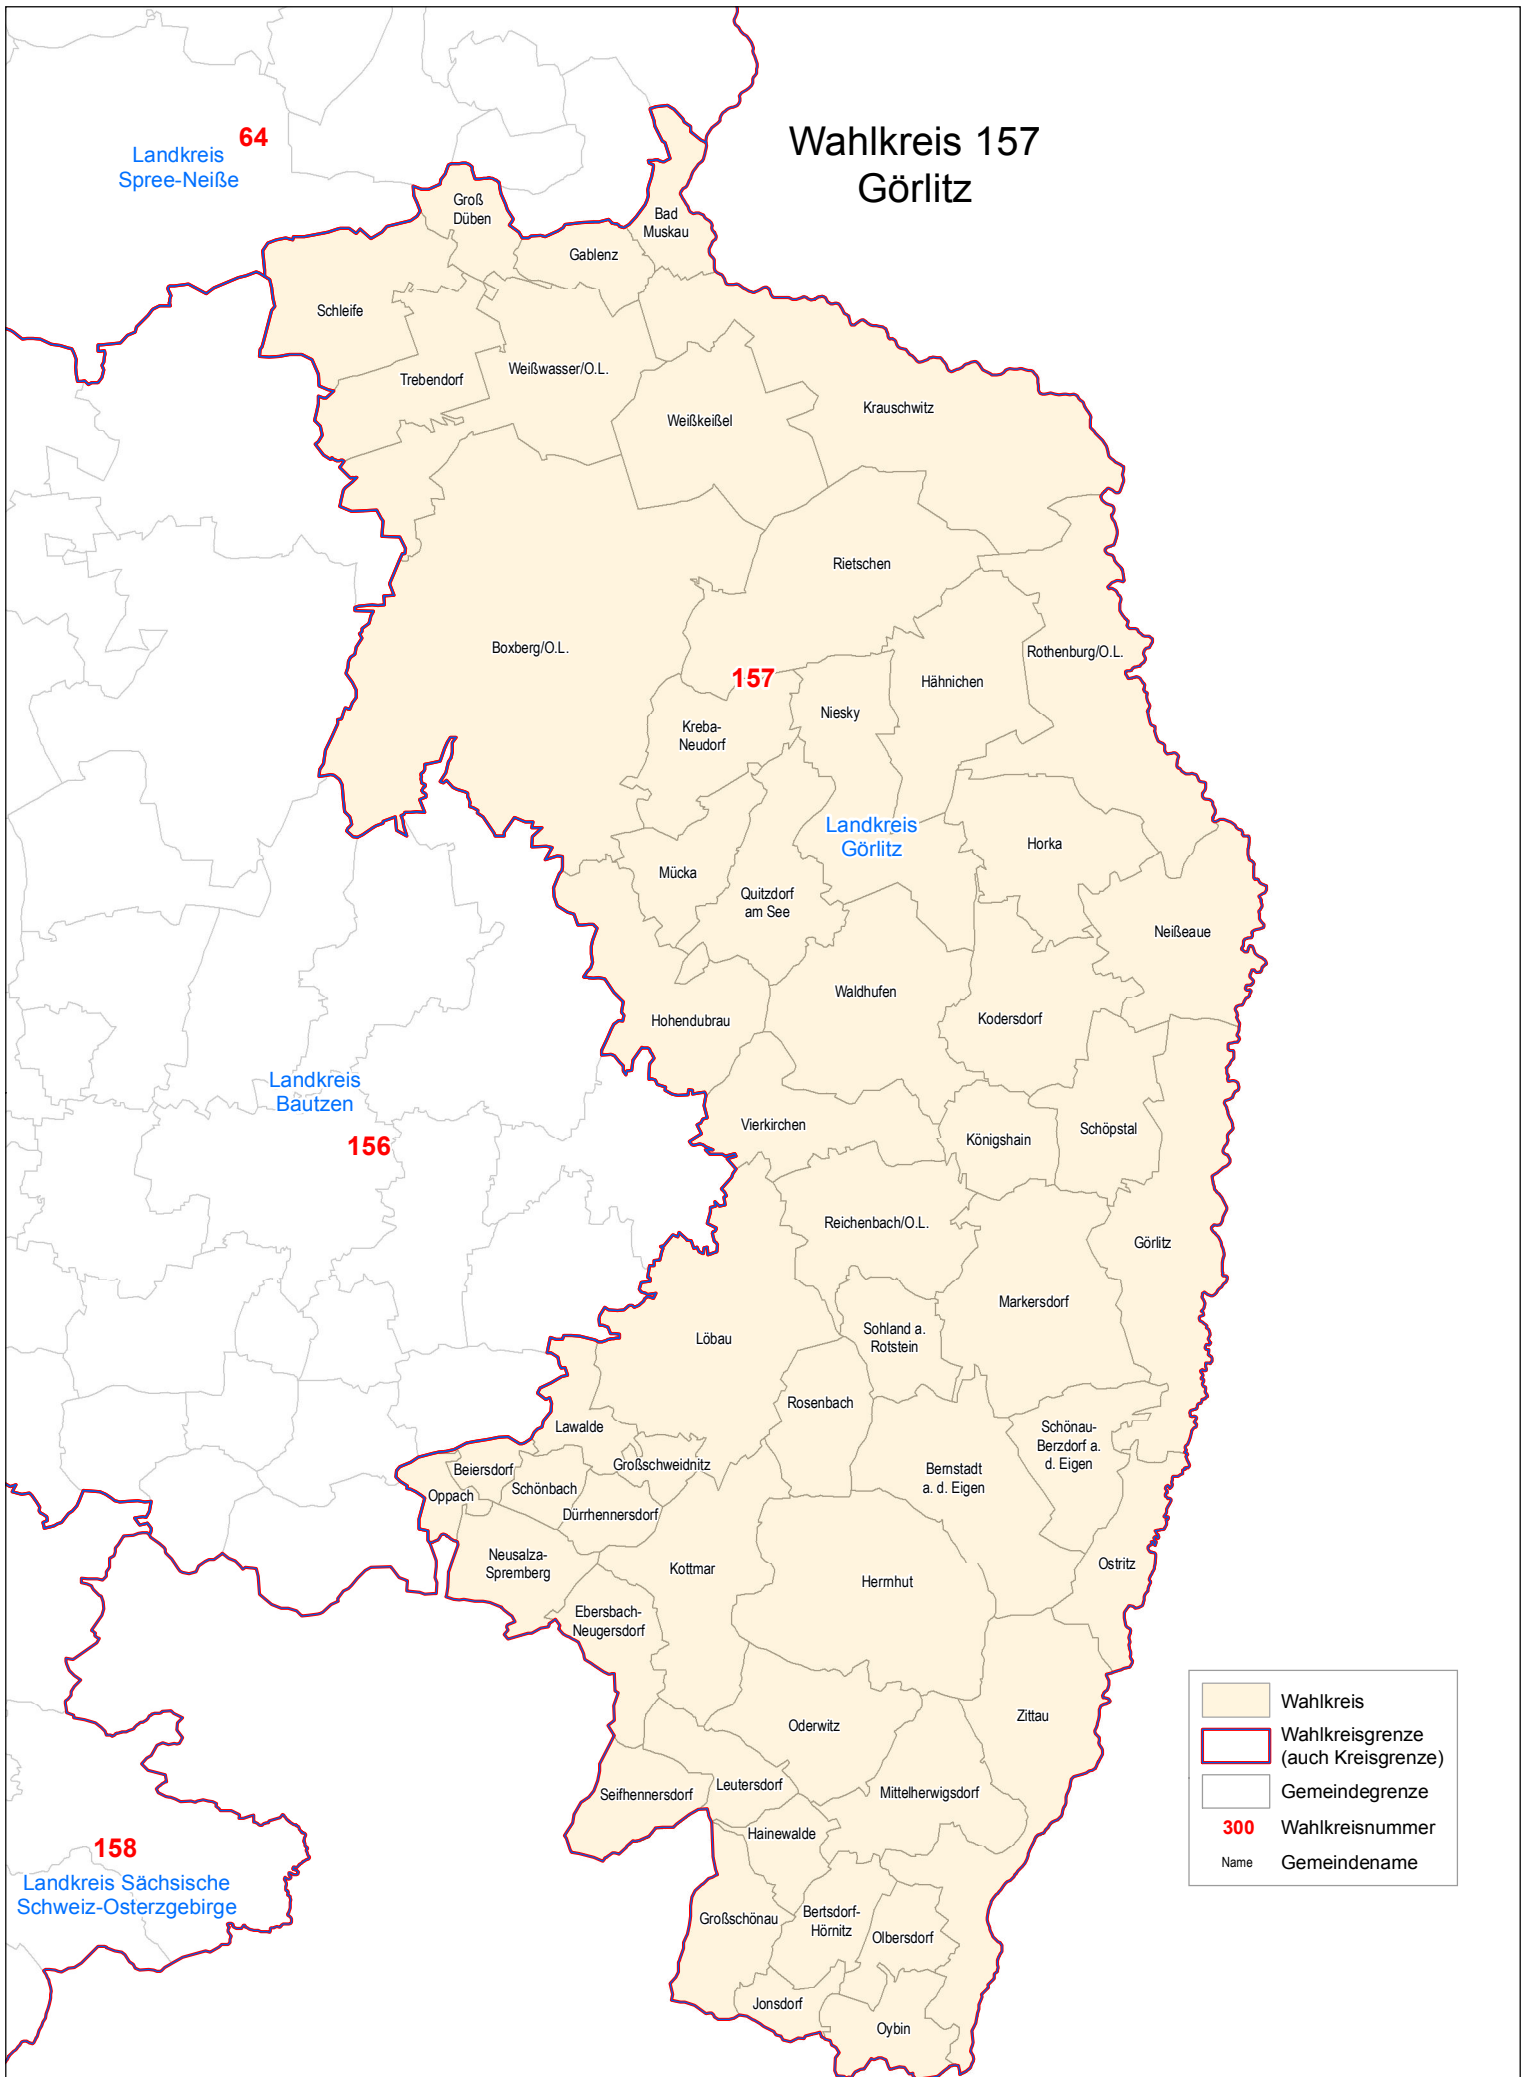 Wahlkreis 157
Görlitz
64
Landkreis
Spree-Neiße
Groß
Düben
Bad
Muskau
Gablenz
Schleife
Trebendorf
Weißwasser/O.L.
Weißkeißel
Krauschwitz
Rietschen
Boxberg/O.L.
Rothenburg/O.L.
Hähnichen
157
Niesky
Kreba-
Neudorf
Landkreis
Görlitz
Horka
Mücka
Quitzdorf
am See
Neißeaue
Waldhufen
Kodersdorf
Hohendubrau
Landkreis
Bautzen
156
Vierkirchen
Königshain
Schöpstal
Reichenbach/O.L.
Görlitz
Markersdorf
Löbau
Sohland a.
Rotstein
Rosenbach
Lawalde
Schönau-
Berzdorf a.
d. Eigen
Großschweidnitz
Beiersdorf
Schönbach
Oppach
Bernstadt
a. d. Eigen
Dürrhennersdorf
Neusalza-
Spremberg
Kottmar
Herrnhut
Ostritz
Ebersbach-
Neugersdorf
Oderwitz
Zittau
Seifhennersdorf
Leutersdorf
Mittelherwigsdorf
Hainewalde
Großschönau
Bertsdorf-
Hörnitz
Olbersdorf
Jonsdorf
Oybin
158
Landkreis Sächsische
Schweiz-Osterzgebirge
Wahlkreis
Wahlkreisgrenze
(auch Kreisgrenze)
Gemeindegrenze
300 Wahlkreisnummer
Name Gemeindename